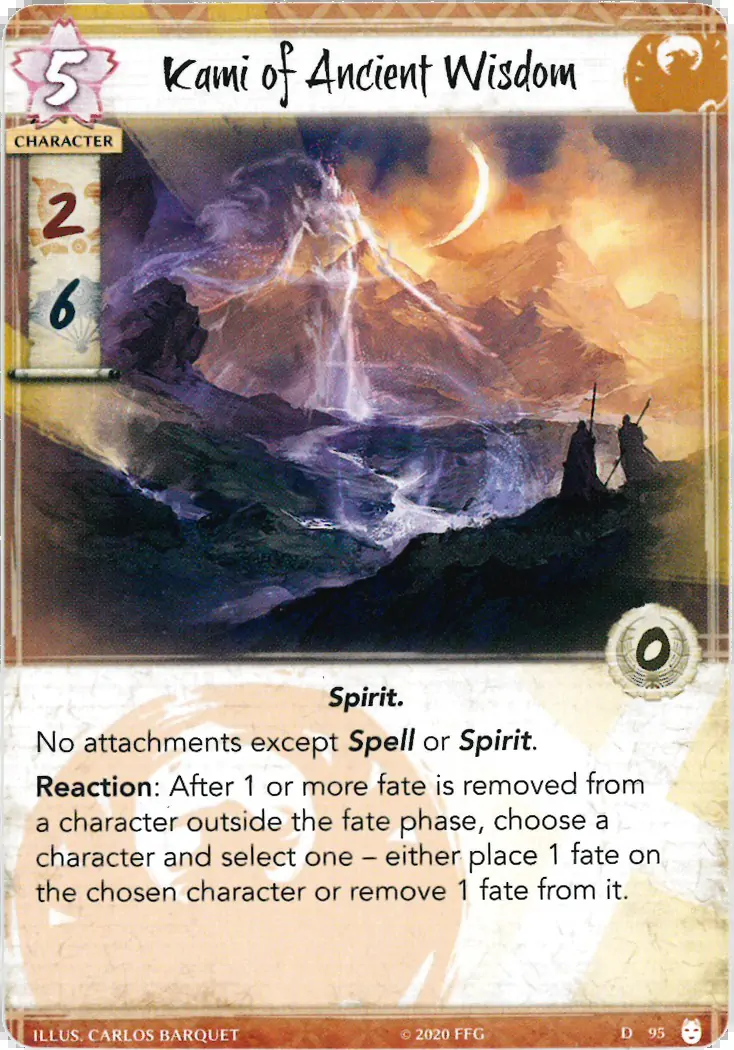 5
Kami of Ancient Wisdom
CHARACTER
2
6
0
Spirit.
No attachments except Spell or Spirit.
Reaction: After 1 or more fate is removed from
a character outside the fate phase, choose a
character and select one – either place 1 fate on
the chosen character or remove 1 fate from it.
ILLUS. CARLOS BARQUET
© 2020 FFG
D 95